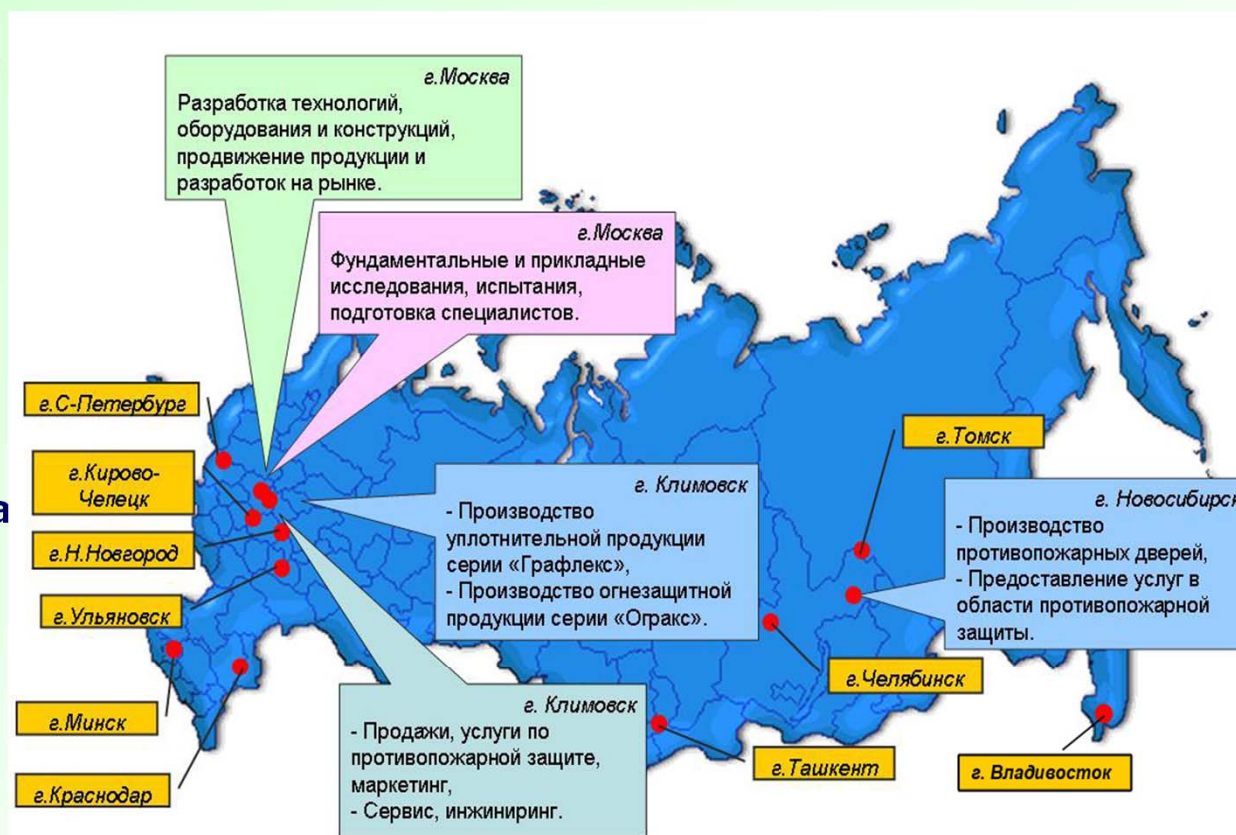 г.Москва
Разработка технологий,
оборудования и конструкций,
продвижение продукции и
разработок на рынке.
г.Москва
Фундаментальные и прикладные
исследования, испытания,
подготовка специалистов.
г.С-Петербург
г.Кирово-
Чепецк
г.Н.Новгород
г.Ульяновск
г.Минск
г.Краснодар
г. Климовск
- Производство
уплотнительной продукции
серии «Графлекс»,
- Производство огнезащитной
продукции серии «Огракс».
г. Климовск
- Продажи, услуги по
противопожарной защите,
маркетинг,
- Сервис, инжиниринг.
г.Томск
г. Новосибирск
- Производство
противопожарных дверей,
- Предоставление услуг в
области противопожарной
защиты.
г.Челябинск
г.Ташкент
г. Владивосток